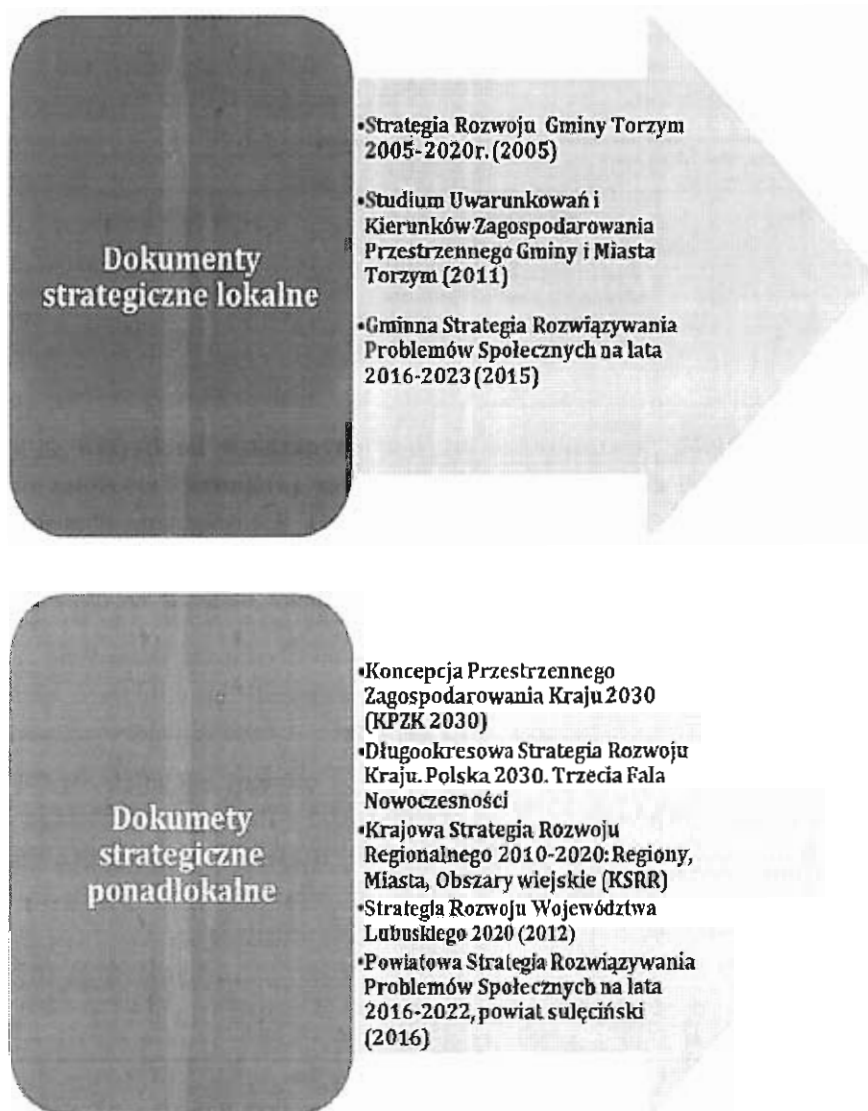 Dokumenty
strategiczne lokalne
•Strategia Rozwoju Gminy Torzym
2005-2020r. (2005)
•Studium Uwarunkowań i
Kierunków Zagospodarowania
Przestrzennego Gminy i Miasta
Torzym (2011)
•Gminna Strategia Rozwiązywania
Problemów Społecznych na lata
2016-2023 (2015)
Dokumety
strategiczne
ponadlokalne
•Koncepcja Przestrzennego
Zagospodarowania Kraju 2030
(KPZK 2030)
•Długookresowa Strategia Rozwoju
Kraju. Polska 2030. Trzecia Fala
Nowoczesności
•Krajowa Strategia Rozwoju
Regionalnego 2010-2020: Regiony,
Miasta, Obszary wiejskie (KSRR)
•Strategia Rozwoju Województwa
Lubuskiego 2020 (2012)
•Powiatowa Strategia Rozwiązywania
Problemów Społecznych na lata
2016-2022, powiat sulęciński
(2016)